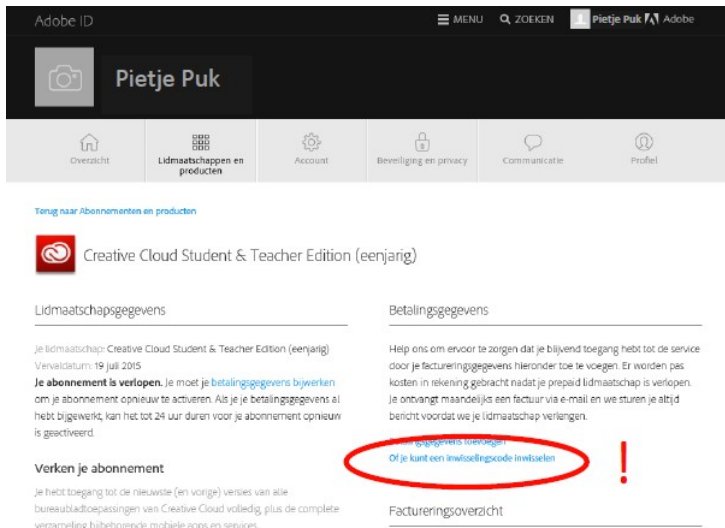 Adobe ID
MENU
ZOEKEN
Pietje Puk
Adobe
Pietje Puk
Overzicht
Lidmaatschappen en
producten
Account
Beveiliging en privacy
Communicatie
Profiel
Terug naar Abonnementen en producten
Creative Cloud Student & Teacher Edition (eenjarig)
Lidmaatschapsgegevens
Je lidmaatschap: Creative Cloud Student & Teacher Edition (eenjarig)
Vervaldatum: 19 juli 2015
Je abonnement is verlopen. Je moet je betalingsgegevens bijwerken
om je abonnement opnieuw te activeren. Als je je betalingsgegevens al
hebt bijgewerkt, kan het tot 24 uur duren voor je abonnement opnieuw
is geactiveerd.
Verken je abonnement
Je hebt toegang tot de nieuwste (en vorige) versies van alle
bureaubladtoepassingen van Creative Cloud volledig, plus de complete
verzameling bijbehorende mobiele apps en services.
Betalingsgegevens
Help ons om ervoor te zorgen dat je blijvend toegang hebt tot de service
door je factureringsgegevens hieronder toe te voegen. Er worden pas
kosten in rekening gebracht nadat je prepaid lidmaatschap is verlopen.
Je ontvangt maandelijks een factuur via e-mail en we sturen je altijd
bericht voordat we je lidmaatschap verlengen.
Betalingsgegevens toevoegen
Of je kunt een inwisselingscode inwisselen
!
Factureringsoverzicht